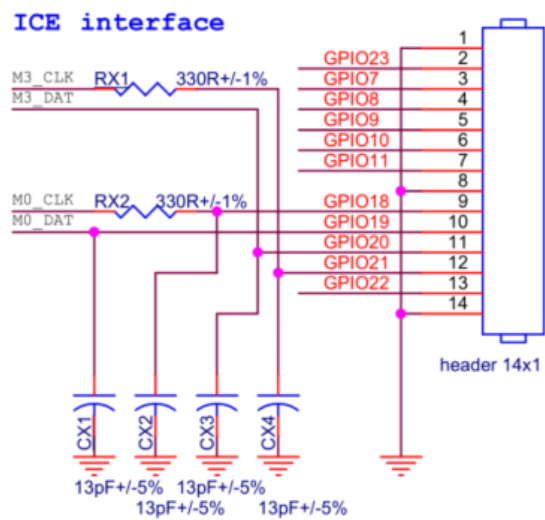 ICE interface
1
GPIO23 2
M3_CLK RX1 330R+/-1% GPIO7 3
M3_DAT GPIO8 4
GPIO9 5
GPIO10 6
GPIO11 7
8
M0_CLK RX2 330R+/-1% GPIO18 9
M0_DAT GPIO19 10
GPIO20 11
GPIO21 12
GPIO22 13
14
header 14x1
CX1 CX2 CX3 CX4
13pF+/-5% 13pF+/-5%
13pF+/-5% 13pF+/-5%